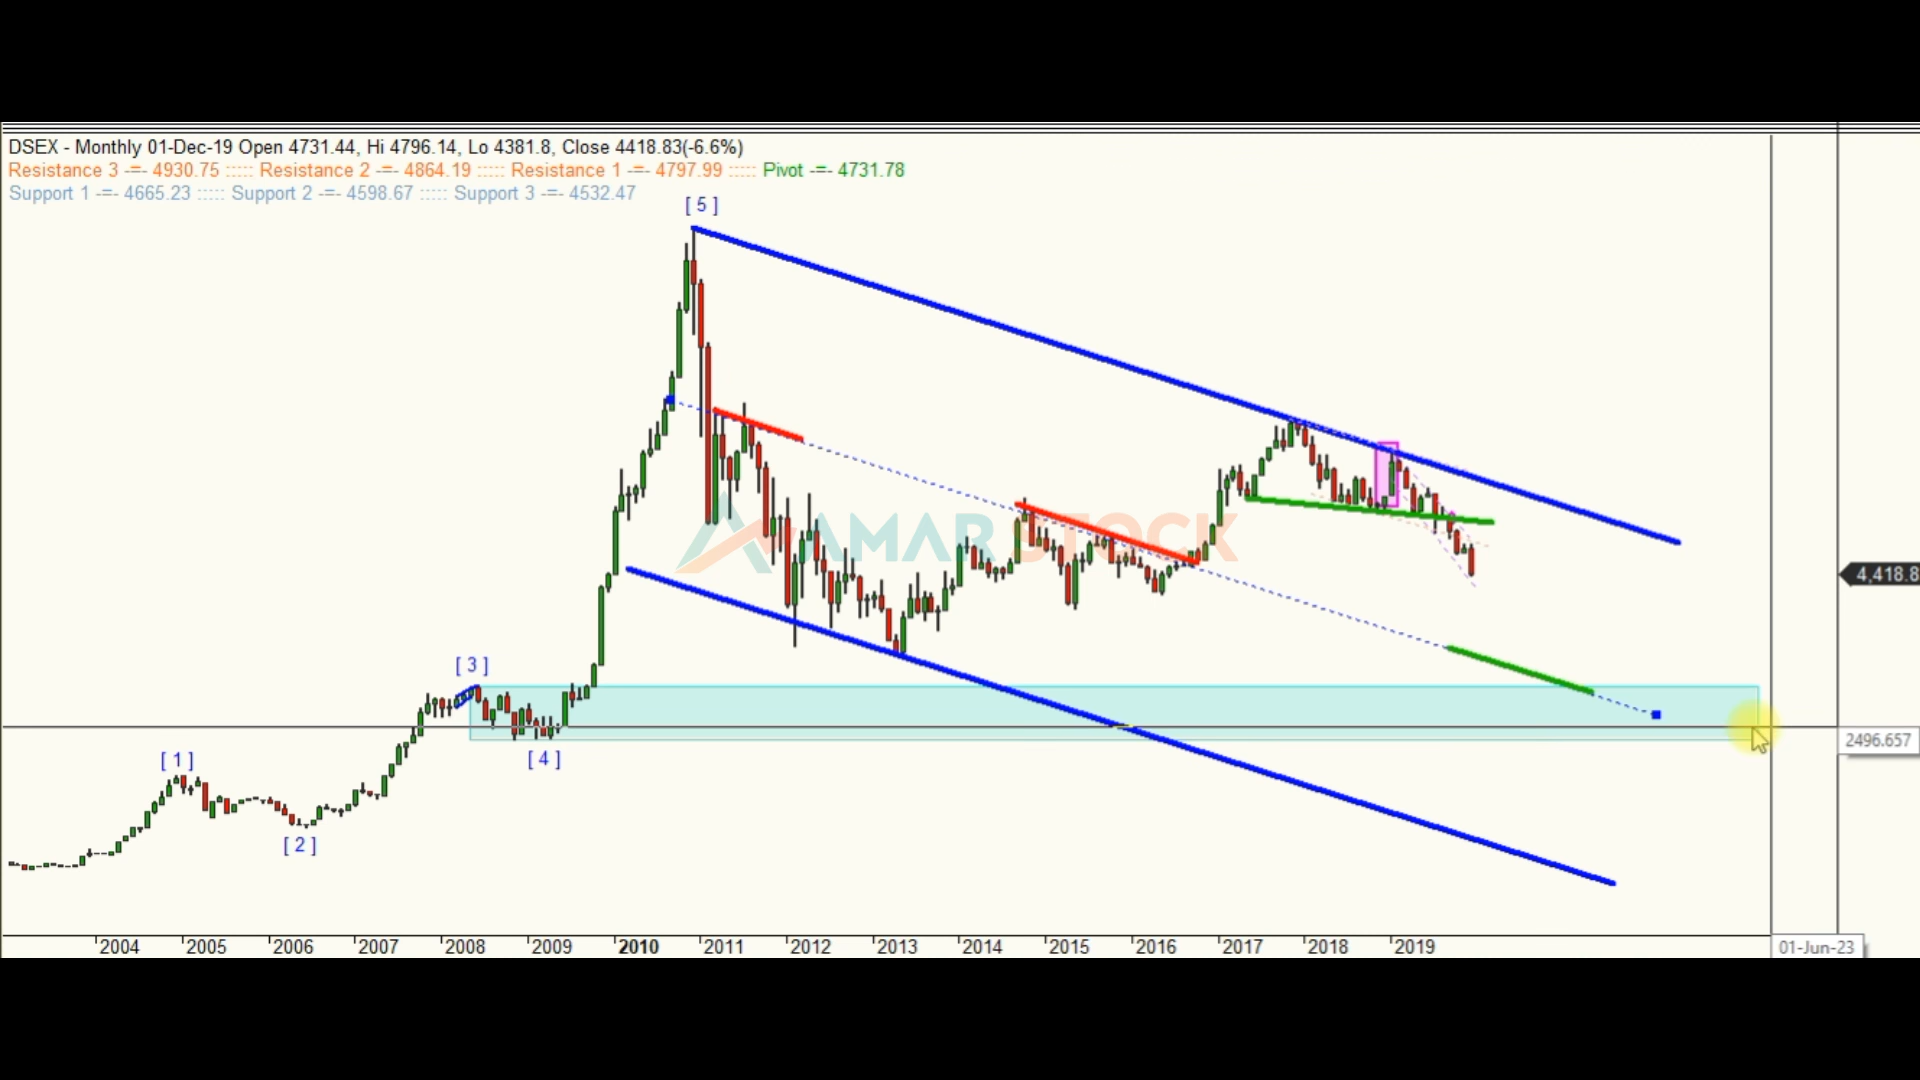 DSEX - Monthly 01-Dec-19 Open 4731.44, Hi 4796.14, Lo 4381.8, Close 4418.83(-6.6%)
Resistance 3 -=- 4930.75 ::::: Resistance 2 -=- 4864.19 ::::: Resistance 1 -=- 4797.99 ::::: Pivot -=- 4731.78
Support 1 -=- 4665.23 ::::: Support 2 -=- 4598.67 ::::: Support 3 -=- 4532.47
[ 5 ]
AMARSTOCK
4,418.8
[ 3 ]
2496.657
[ 4 ]
[ 1 ]
[ 2 ]
2004 2005 2006 2007 2008 2009 2010 2011 2012 2013 2014 2015 2016 2017 2018 2019 01-Jun-23